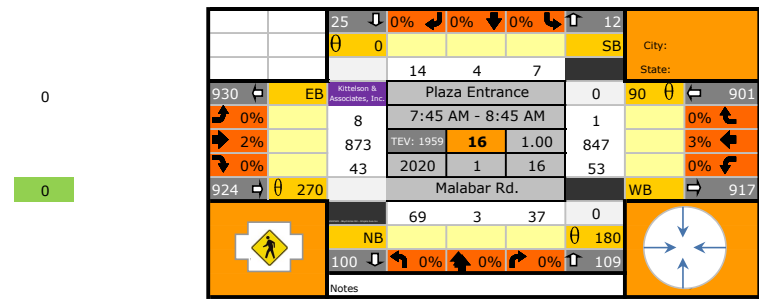 25 0% 0% 0% 12
θ 0 SB City:
14 4 7 State:
0 930 EB Kittelson & Associates, Inc. Plaza Entrance 0 90 θ 901
0% 8 7:45 AM - 8:45 AM 1 0%
2% 873 TEV: 1959 16 1.00 847 3%
0% 43 2020 1 16 53 0%
0 924 θ 270 Malabar Rd. WB 917
69 3 37 0
NB θ 180
100 0% 0% 0% 109
Notes